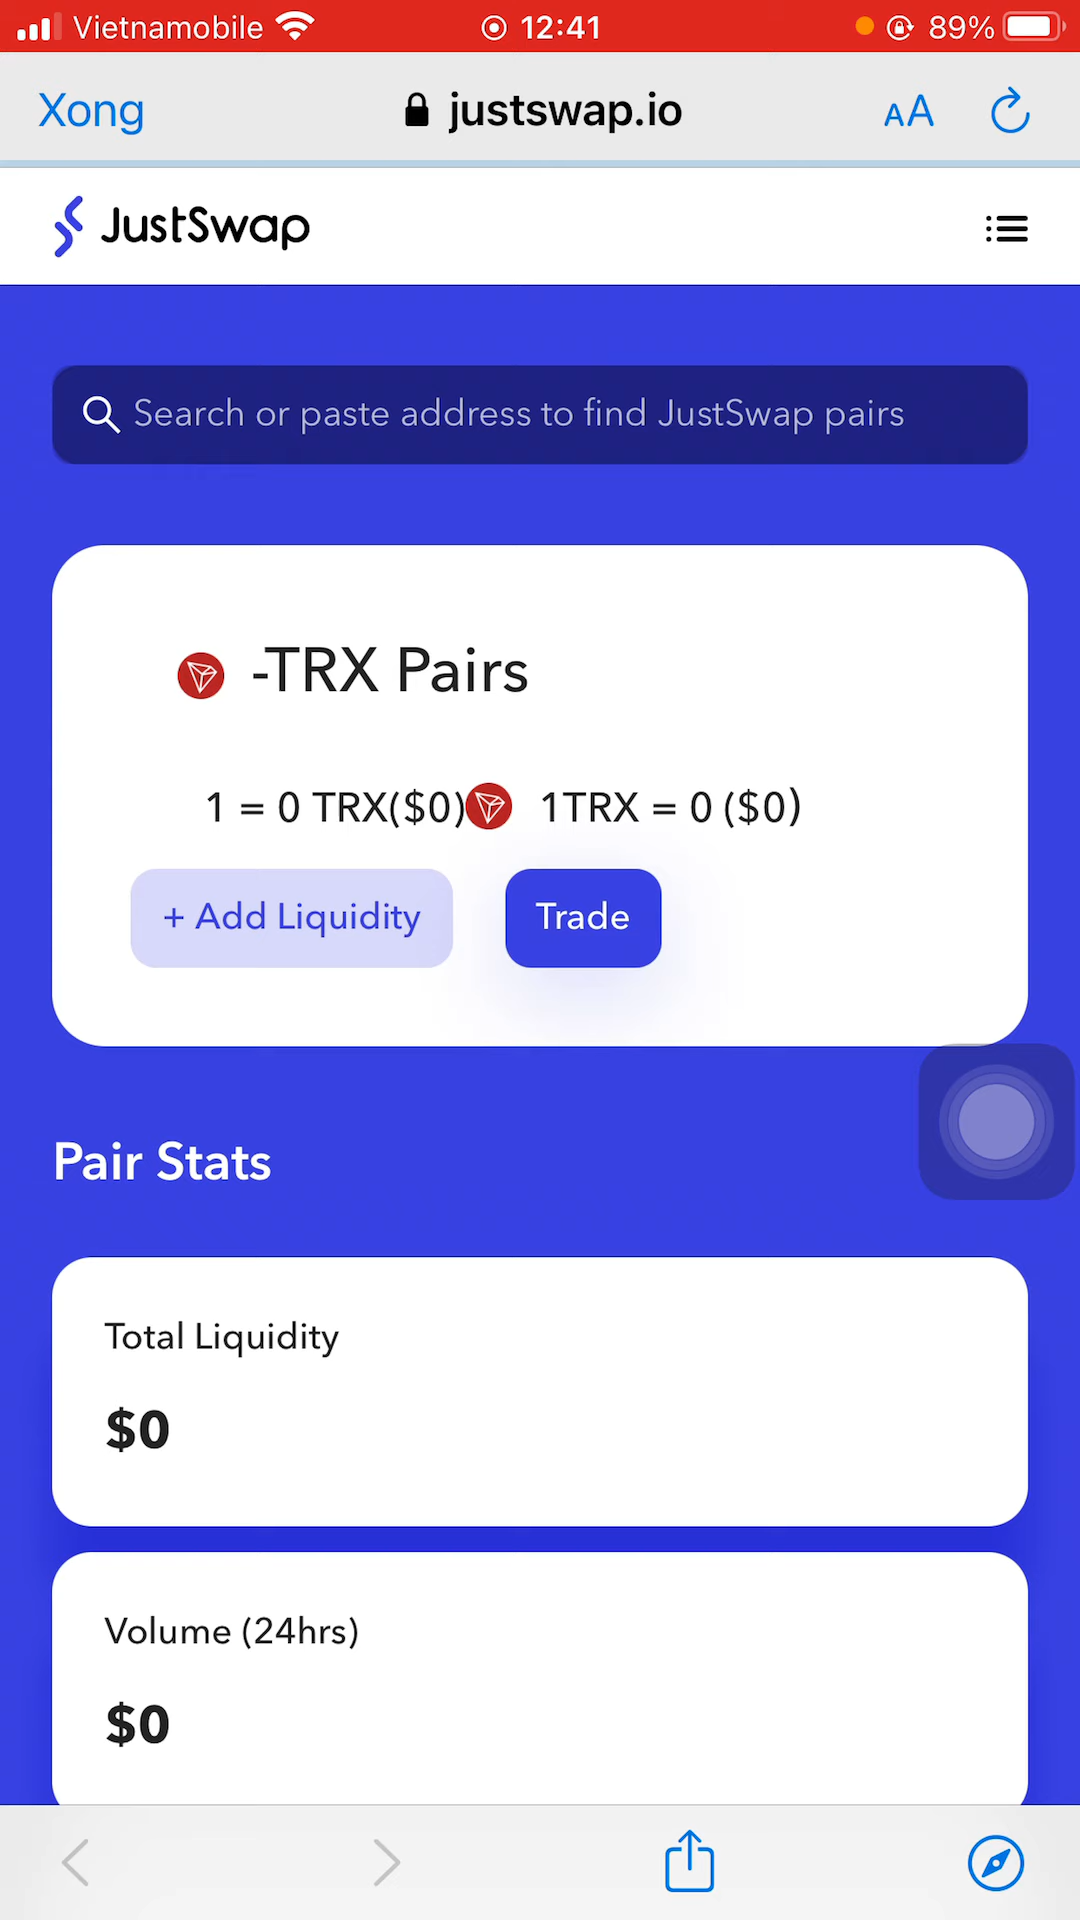 Vietnamobile 12:41 89%
Xong justswap.io AA
JustSwap
Search or paste address to find JustSwap pairs
-TRX Pairs
1 = 0 TRX($0) 1TRX = 0 ($0)
+ Add Liquidity Trade
Pair Stats
Total Liquidity
$0
Volume (24hrs)
$0